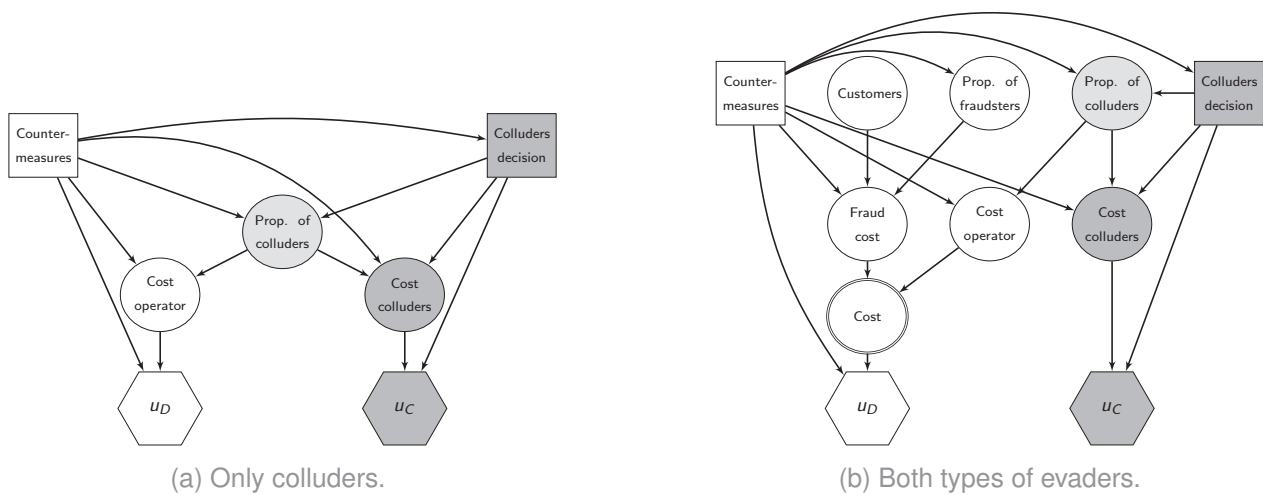 Counter-
measures
Colluders
decision
Prop. of
colluders
Cost
operator
Cost
colluders
u_D
u_C
(a) Only colluders.
Counter-
measures
Customers
Prop. of
fraudsters
Prop. of
colluders
Colluders
decision
Fraud
cost
Cost
operator
Cost
colluders
Cost
u_D
u_C
(b) Both types of evaders.